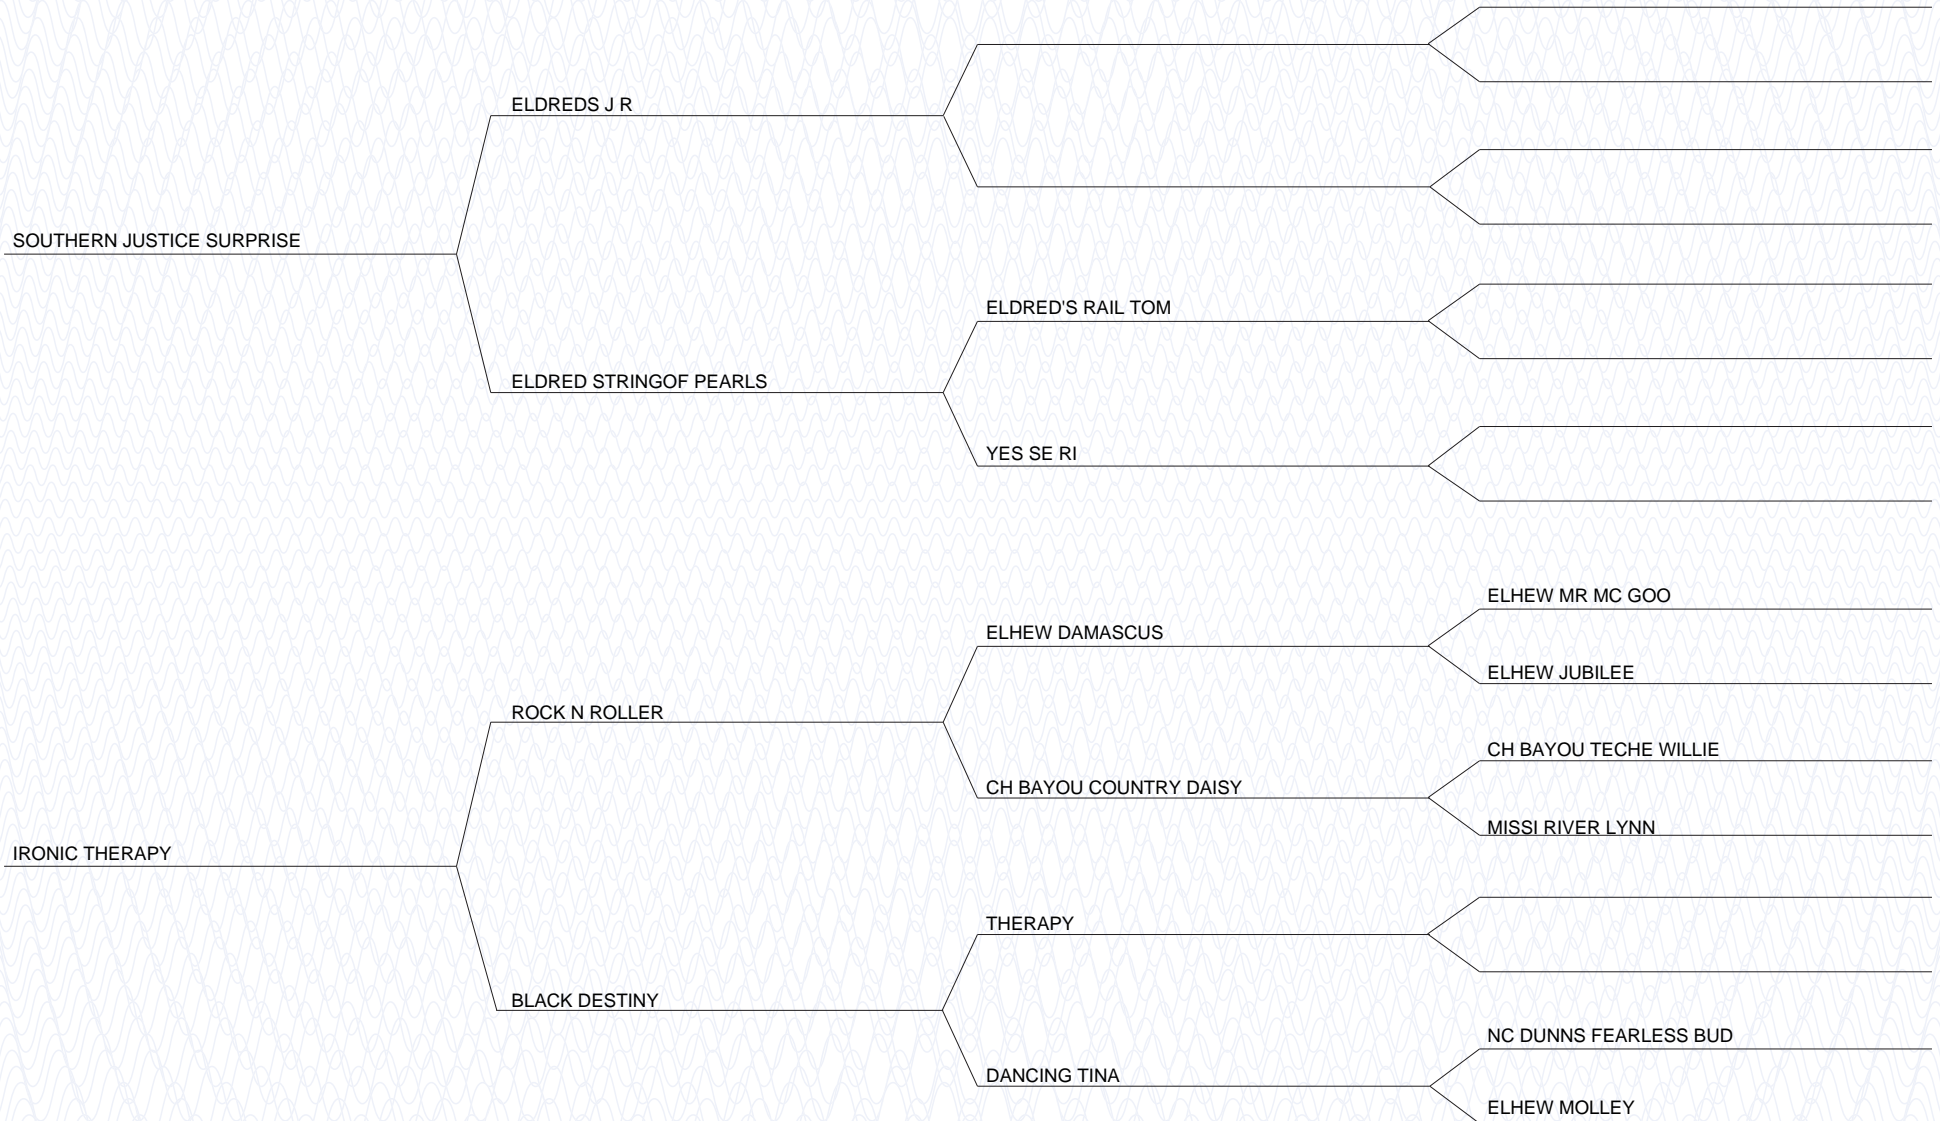 ELDREDS J R
SOUTHERN JUSTICE SURPRISE
ELDRED'S RAIL TOM
ELDRED STRINGOF PEARLS
YES SE RI
ELHEW MR MC GOO
ELHEW DAMASCUS
ELHEW JUBILEE
ROCK N ROLLER
CH BAYOU TECHE WILLIE
CH BAYOU COUNTRY DAISY
MISSI RIVER LYNN
IRONIC THERAPY
THERAPY
BLACK DESTINY
NC DUNNS FEARLESS BUD
DANCING TINA
ELHEW MOLLEY